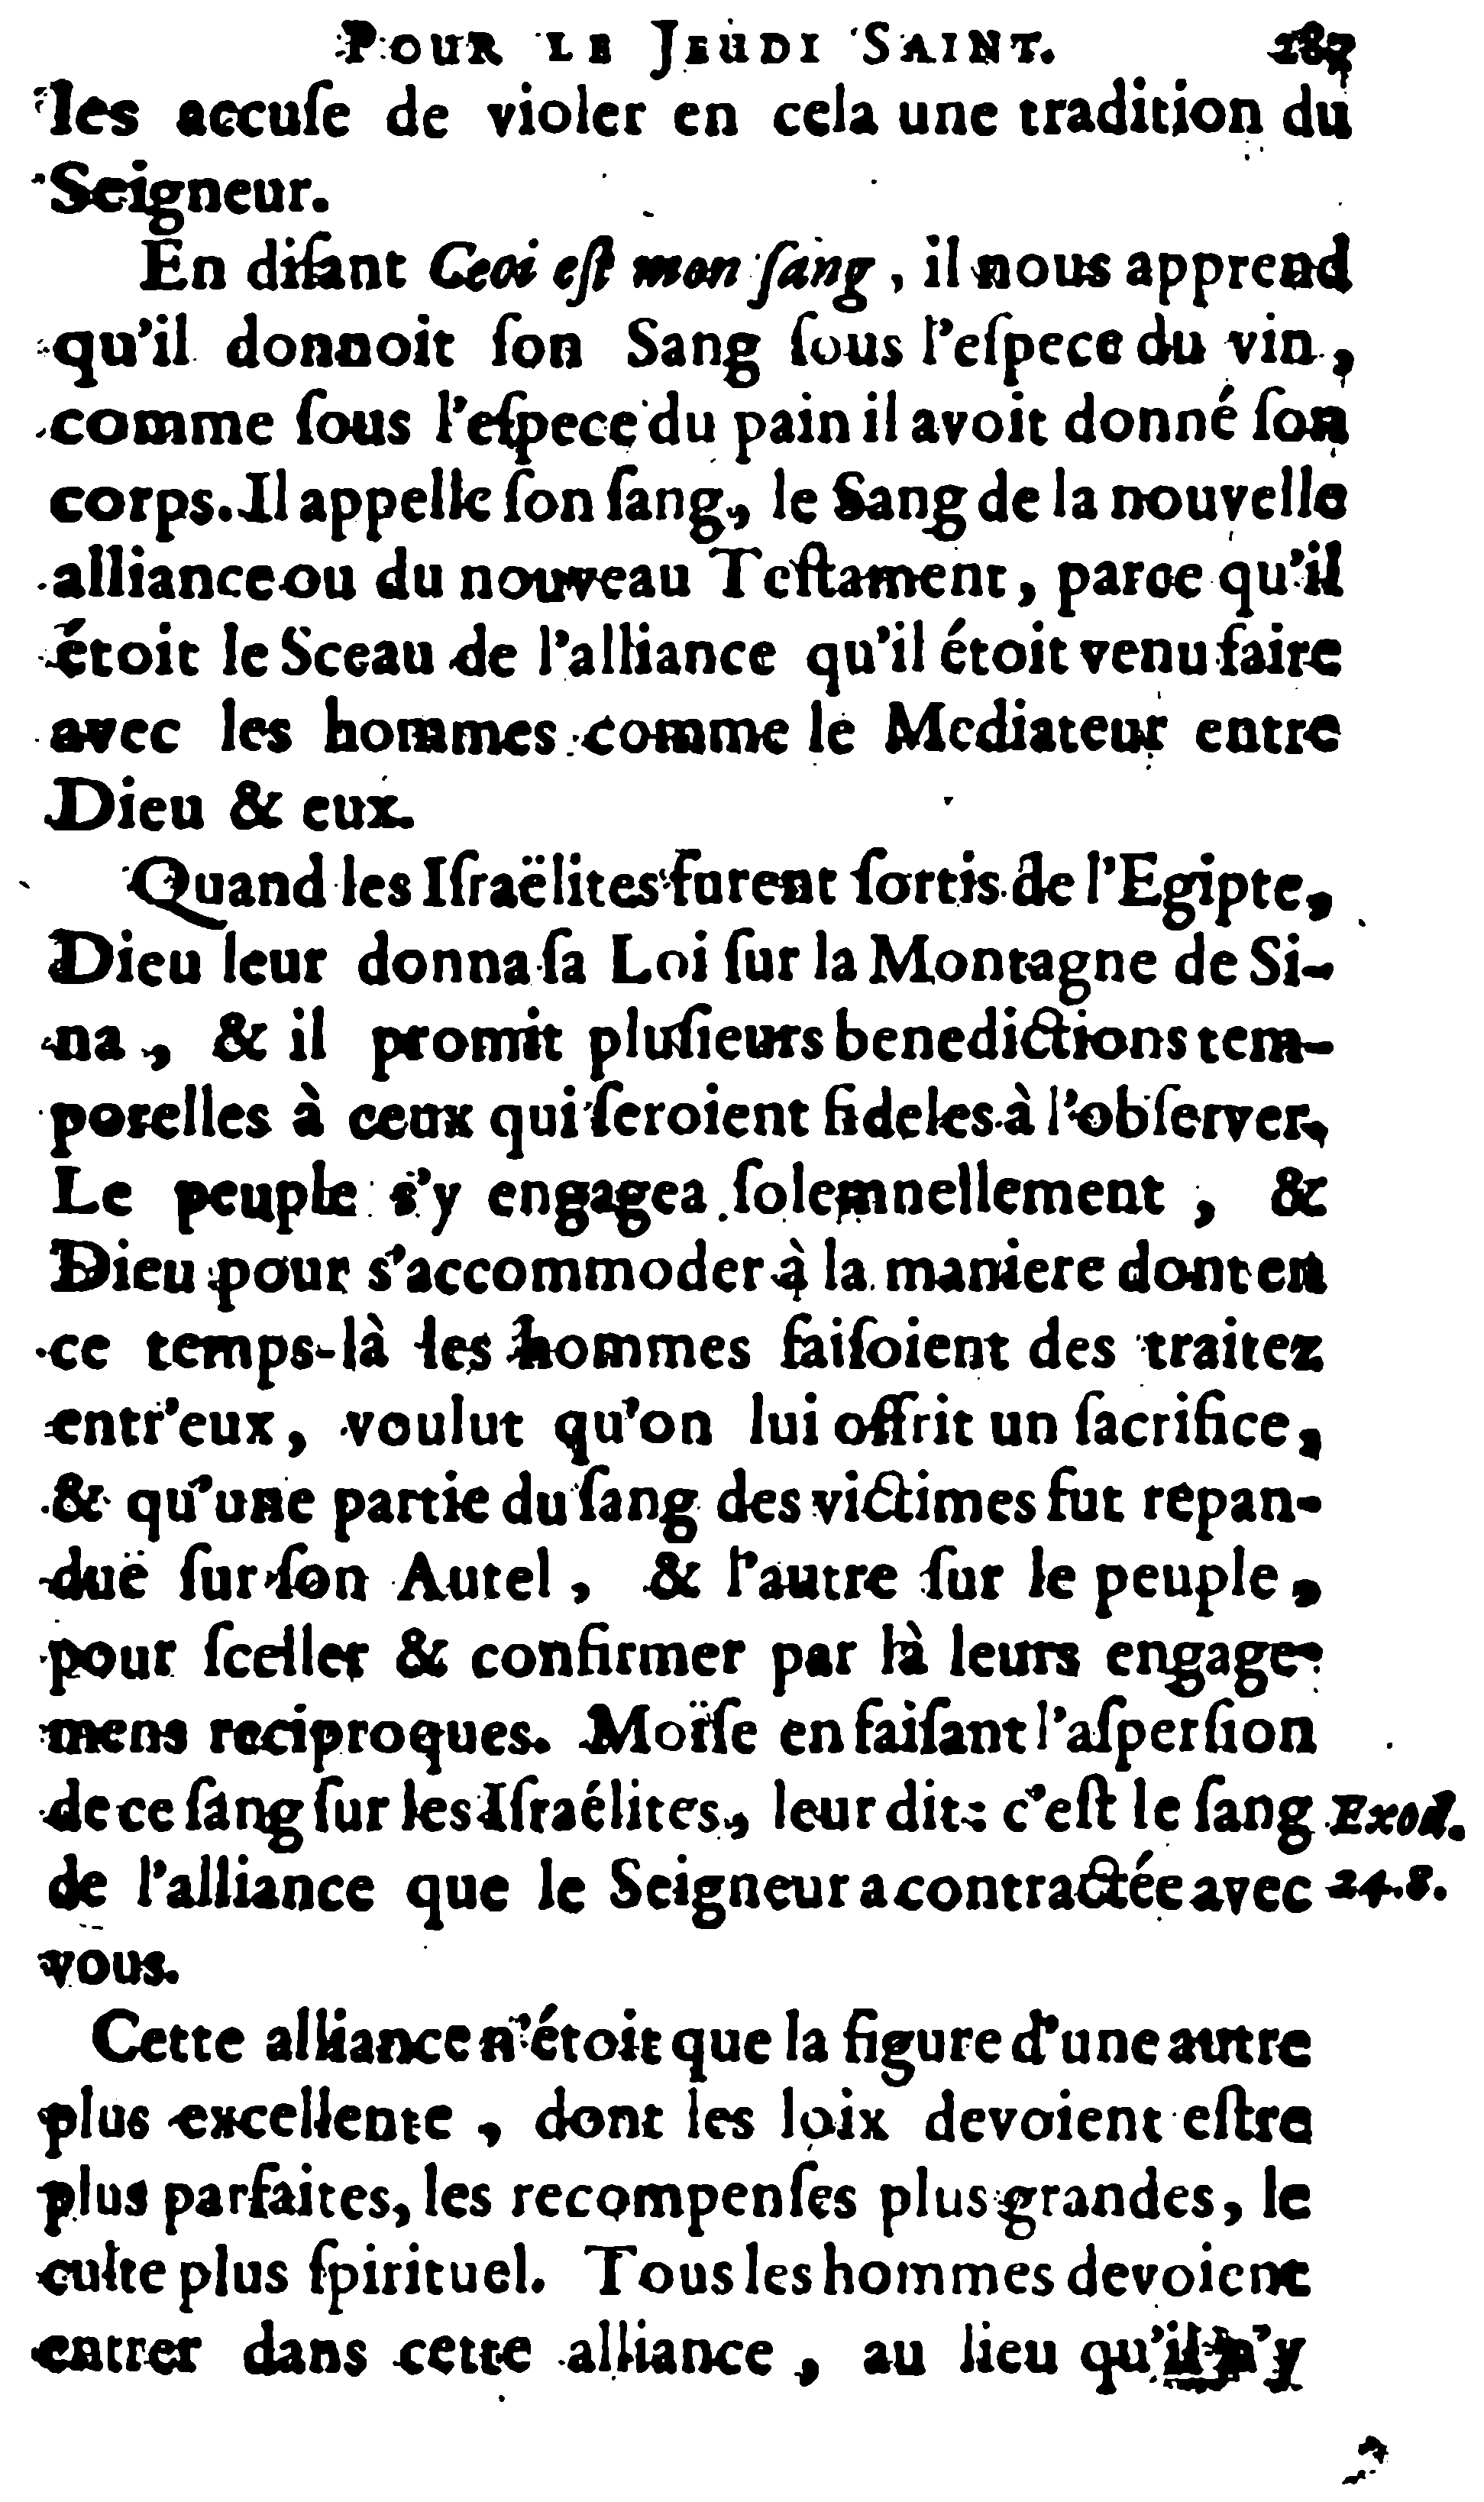 POUR LE JEUDI SAINT. 187
les accuſe de violer en cela une tradition du
Seigneur.
En diſant Ceci eſt mon ſang, il nous apprend
qu'il donnoit ſon Sang ſous l'eſpece du vin,
comme ſous l'eſpece du pain il avoit donné ſon
corps. Il appelle ſon ſang, le Sang de la nouvelle
alliance ou du nouveau Teſtament, parce qu'il
étoit le Sceau de l'alliance qu'il étoit venu faire
avec les hommes comme le Mediateur entre
Dieu & eux.
Quand les Iſraëlites furent ſortis de l'Egipte,
Dieu leur donna ſa Loi ſur la Montagne de Si-
na, & il promit pluſieurs benedictions tem-
porelles à ceux qui ſeroient fideles à l'obſerver.
Le peuple s'y engagea ſolemnellement, &
Dieu pour s'accommoder à la maniere dont en
ce temps-là les hommes faiſoient des traitez
entr'eux, voulut qu'on lui offrit un ſacrifice,
& qu'une partie du ſang des victimes fut repan-
duë ſur ſon Autel, & l'autre ſur le peuple,
pour ſceller & confirmer par là leurs engage-
mens reciproques. Moïſe en faiſant l'aſperſion
de ce ſang ſur les Iſraélites, leur dit: c'eſt le ſang Exod.
de l'alliance que le Seigneur a contractée avec 24.8.
vous.
Cette alliance n'étoit que la figure d'une autre
plus excellente, dont les loix devoient eſtre
plus parfaites, les recompenſes plus grandes, le
culte plus ſpirituel. Tous les hommes devoient
entrer dans cette alliance, au lieu qu'il n'y